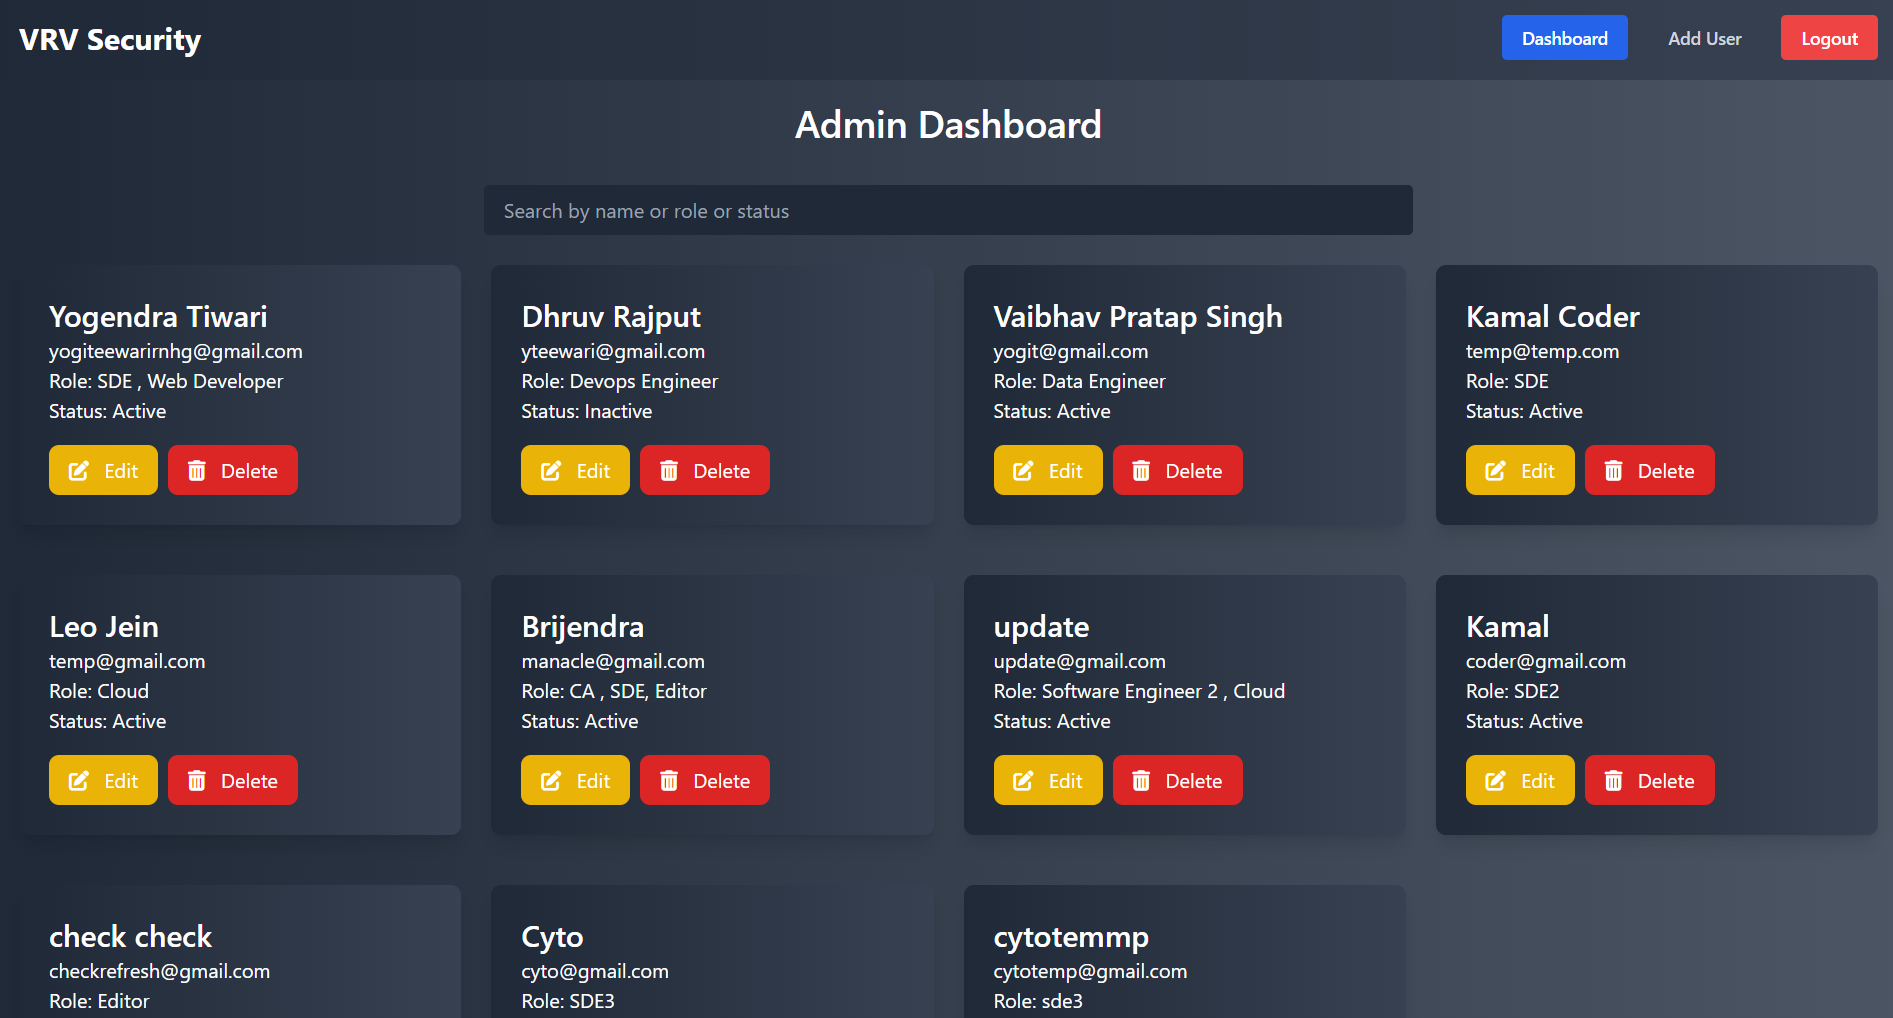 VRV Security
Dashboard
Add User
Logout
Admin Dashboard
Search by name or role or status
Yogendra Tiwari
yogiteewarirnhg@gmail.com
Role: SDE , Web Developer
Status: Active
Edit
Delete
Dhruv Rajput
yteewari@gmail.com
Role: Devops Engineer
Status: Inactive
Edit
Delete
Vaibhav Pratap Singh
yogit@gmail.com
Role: Data Engineer
Status: Active
Edit
Delete
Kamal Coder
temp@temp.com
Role: SDE
Status: Active
Edit
Delete
Leo Jein
temp@gmail.com
Role: Cloud
Status: Active
Edit
Delete
Brijendra
manacle@gmail.com
Role: CA , SDE, Editor
Status: Active
Edit
Delete
update
update@gmail.com
Role: Software Engineer 2 , Cloud
Status: Active
Edit
Delete
Kamal
coder@gmail.com
Role: SDE2
Status: Active
Edit
Delete
check check
checkrefresh@gmail.com
Role: Editor
Cyto
cyto@gmail.com
Role: SDE3
cytotemmp
cytotemp@gmail.com
Role: sde3